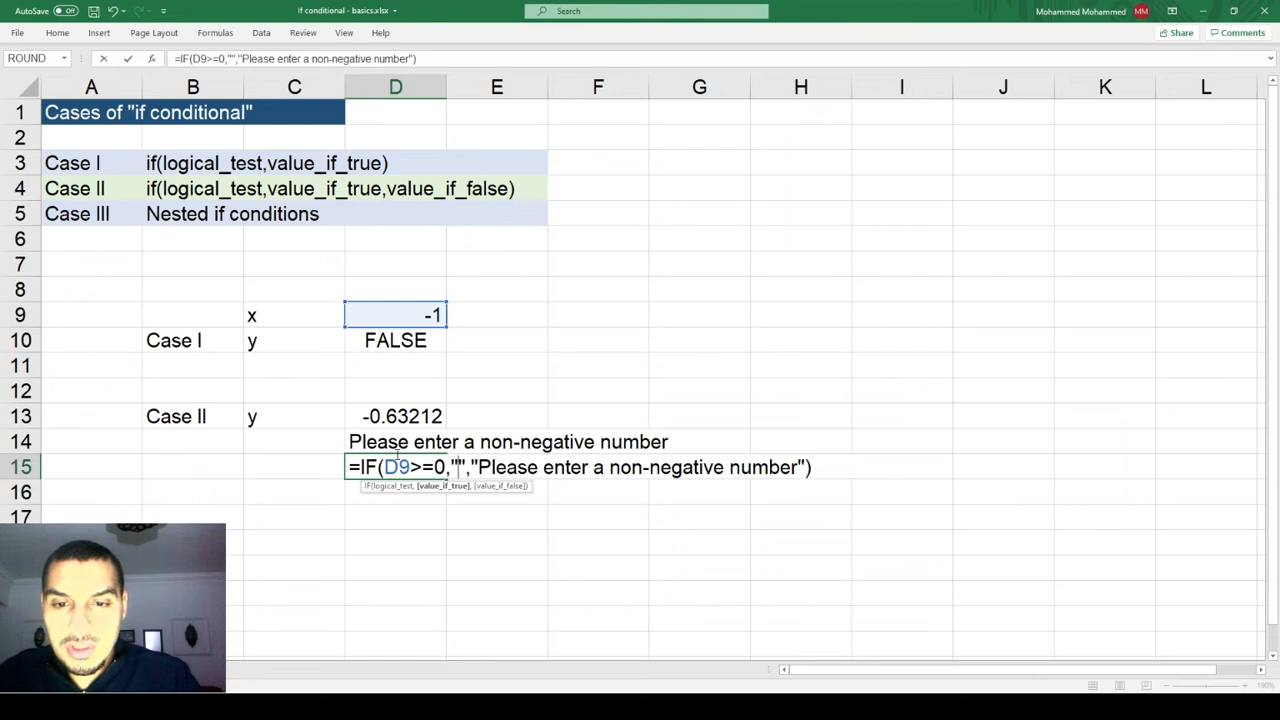 AutoSave Off If conditional - basics.xlsx Search Mohammed Mohammed MM
File Home Insert Page Layout Formulas Data Review View Help Share Comments
ROUND fx =IF(D9>=0,"","Please enter a non-negative number")
A B C D E F G H I J K L
1 Cases of "if conditional"
2
3 Case I if(logical_test,value_if_true)
4 Case II if(logical_test,value_if_true,value_if_false)
5 Case III Nested if conditions
6
7
8
9 x -1
10 Case I y FALSE
11
12
13 Case II y -0.63212
14 Please enter a non-negative number
15 =IF(D9>=0,"","Please enter a non-negative number")
16 IF(logical_test, [value_if_true], [value_if_false])
17
190%